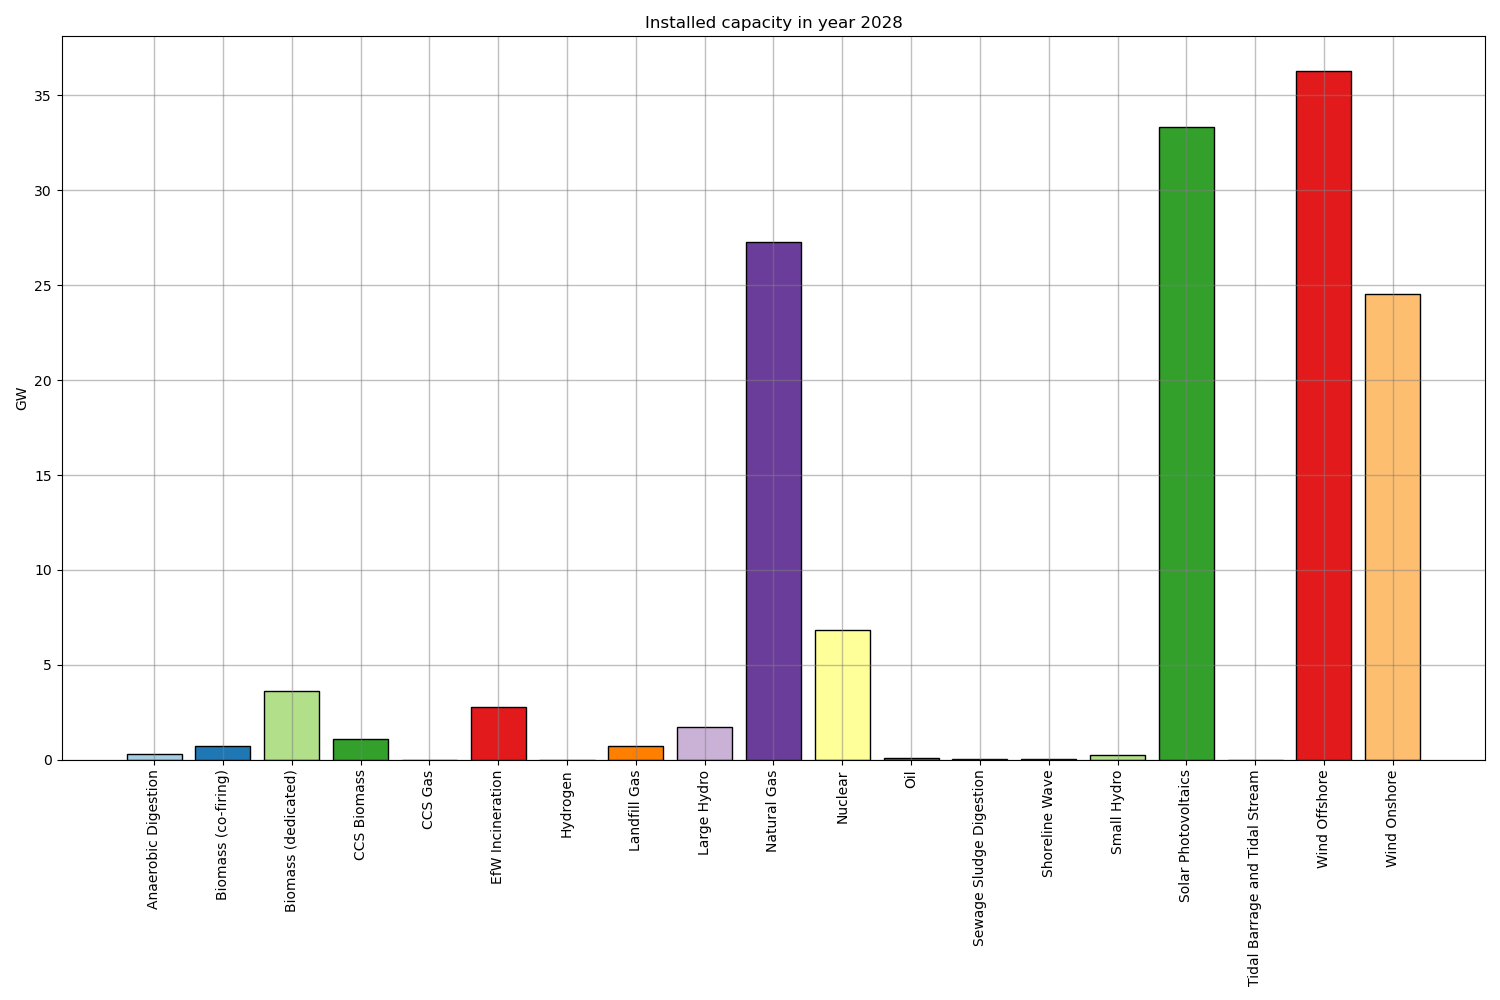 Installed capacity in year 2028
GW
35
30
25
20
15
10
5
0
Anaerobic Digestion
Biomass (co-firing)
Biomass (dedicated)
CCS Biomass
CCS Gas
EfW Incineration
Hydrogen
Landfill Gas
Large Hydro
Natural Gas
Nuclear
Oil
Sewage Sludge Digestion
Shoreline Wave
Small Hydro
Solar Photovoltaics
Tidal Barrage and Tidal Stream
Wind Offshore
Wind Onshore